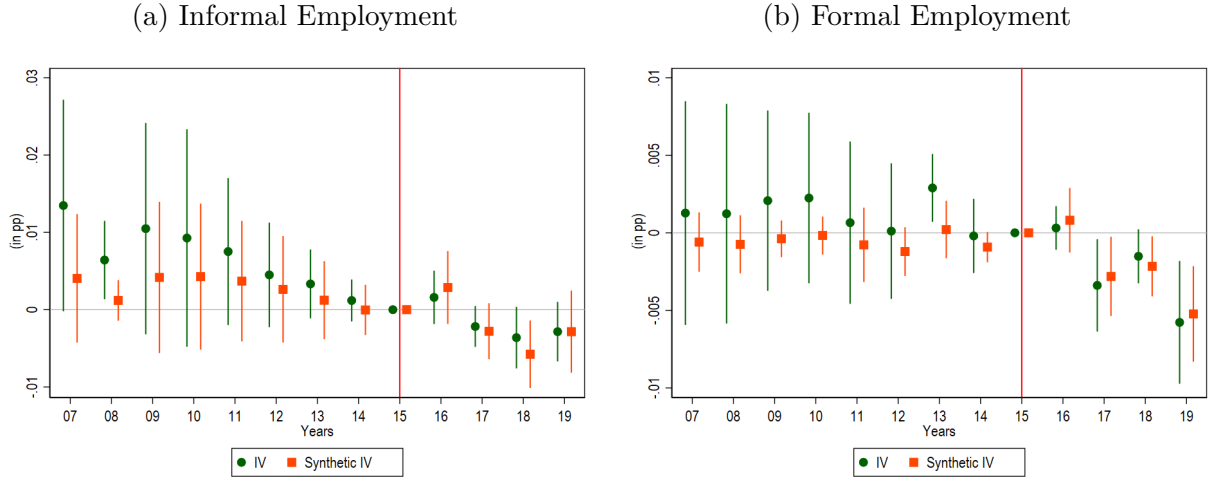 (a) Informal Employment
(in pp)
.03
.02
.01
0
-.01
07 08 09 10 11 12 13 14 15 16 17 18 19
Years
IV Synthetic IV
(b) Formal Employment
(in pp)
.01
.005
0
-.005
-.01
07 08 09 10 11 12 13 14 15 16 17 18 19
Years
IV Synthetic IV